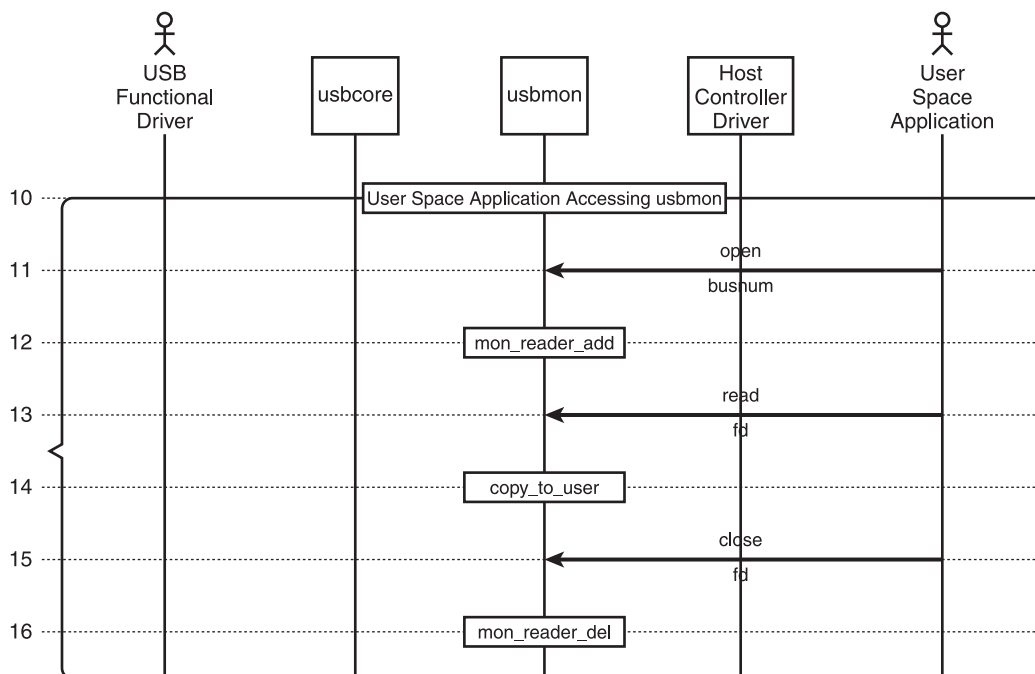 USB
Functional
Driver
usbcore
usbmon
Host
Controller
Driver
User
Space
Application
10
User Space Application Accessing usbmon
open
11
busnum
12
mon_reader_add
read
13
fd
14
copy_to_user
close
15
fd
16
mon_reader_del